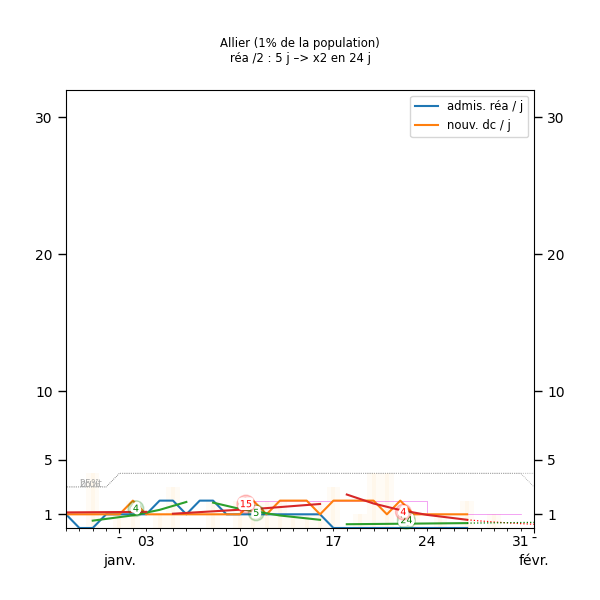 Allier (1% de la population)
réa /2 : 5 j –> x2 en 24 j
admis. réa / j
nouv. dc / j
30 30
20 20
10 10
5 5
1 1
4 15 5 4 24
- 03 10 17 24 31 -
janv. févr.